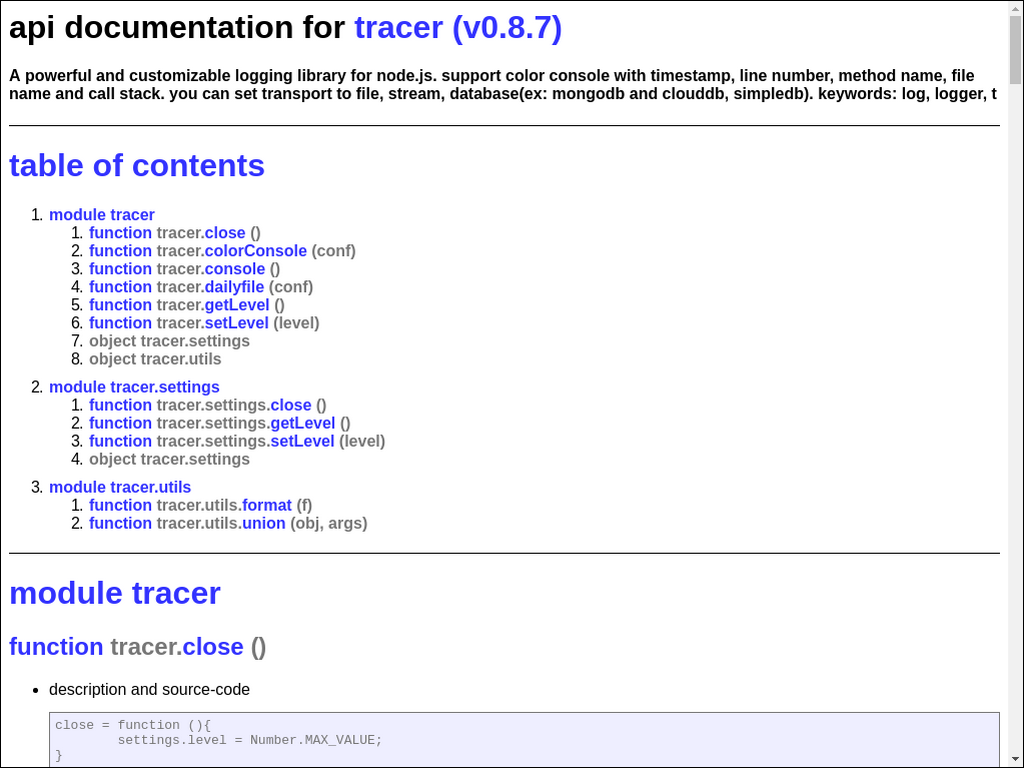 api documentation for tracer (v0.8.7)
A powerful and customizable logging library for node.js. support color console with timestamp, line number, method name, file
name and call stack. you can set transport to file, stream, database(ex: mongodb and clouddb, simpledb). keywords: log, logger, t
table of contents
1. module tracer
1. function tracer.close ()
2. function tracer.colorConsole (conf)
3. function tracer.console ()
4. function tracer.dailyfile (conf)
5. function tracer.getLevel ()
6. function tracer.setLevel (level)
7. object tracer.settings
8. object tracer.utils
2. module tracer.settings
1. function tracer.settings.close ()
2. function tracer.settings.getLevel ()
3. function tracer.settings.setLevel (level)
4. object tracer.settings
3. module tracer.utils
1. function tracer.utils.format (f)
2. function tracer.utils.union (obj, args)
module tracer
function tracer.close ()
• description and source-code
close = function (){
        settings.level = Number.MAX_VALUE;
}